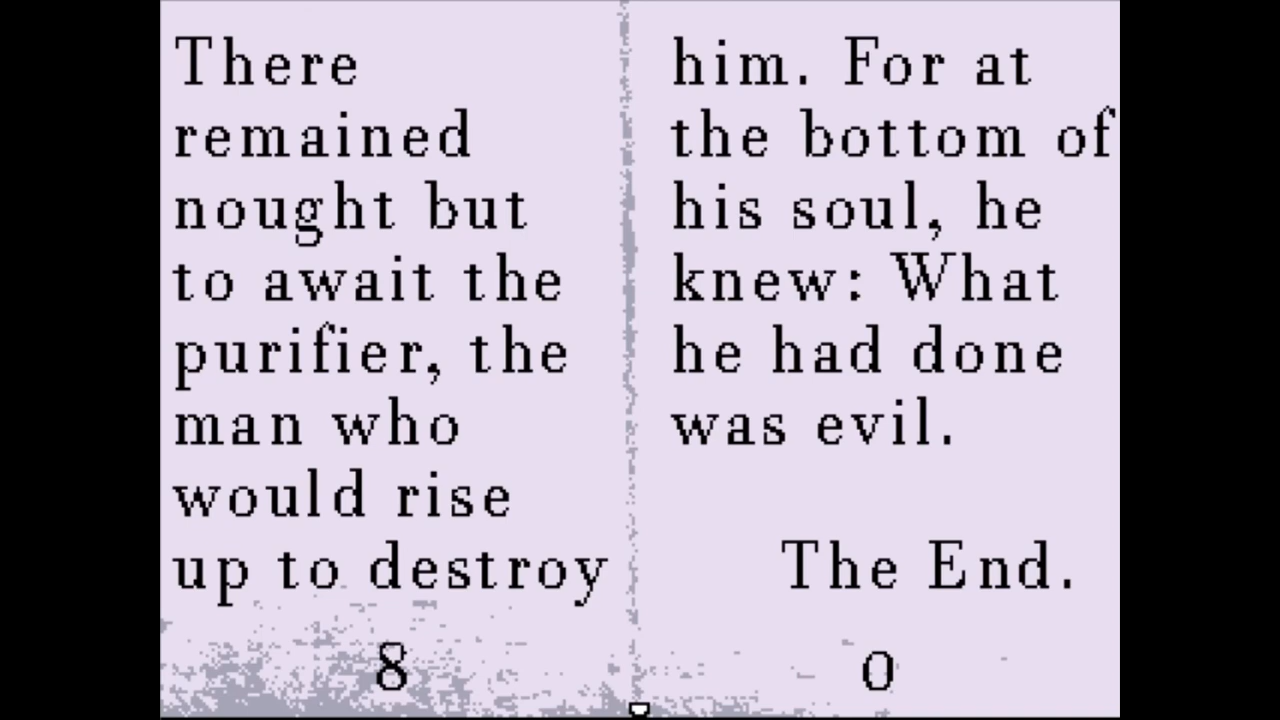 There
remained
nought but
to await the
purifier, the
man who
would rise
up to destroy
8
him. For at
the bottom of
his soul, he
knew: What
he had done
was evil.
The End.
0